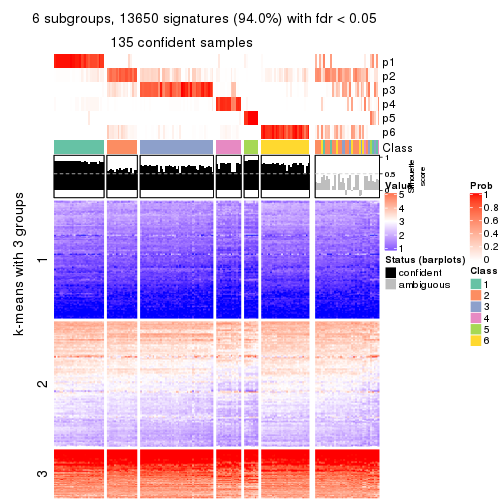 6 subgroups, 13650 signatures (94.0%) with fdr < 0.05
135 confident samples
p1
p2
p3
p4
p5
p6
Class
1
0.5
0
Silhouette
score
k-means with 3 groups
1
2
3
Value
5
4
3
2
1
Status (barplots)
confident
ambiguous
Prob
1
0.8
0.6
0.4
0.2
0
Class
1
2
3
4
5
6